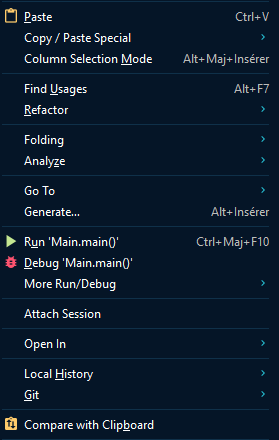 Paste Ctrl+V
Copy / Paste Special
Column Selection Mode Alt+Maj+Insérer
Find Usages Alt+F7
Refactor
Folding
Analyze
Go To
Generate... Alt+Insérer
Run 'Main.main()' Ctrl+Maj+F10
Debug 'Main.main()'
More Run/Debug
Attach Session
Open In
Local History
Git
Compare with Clipboard